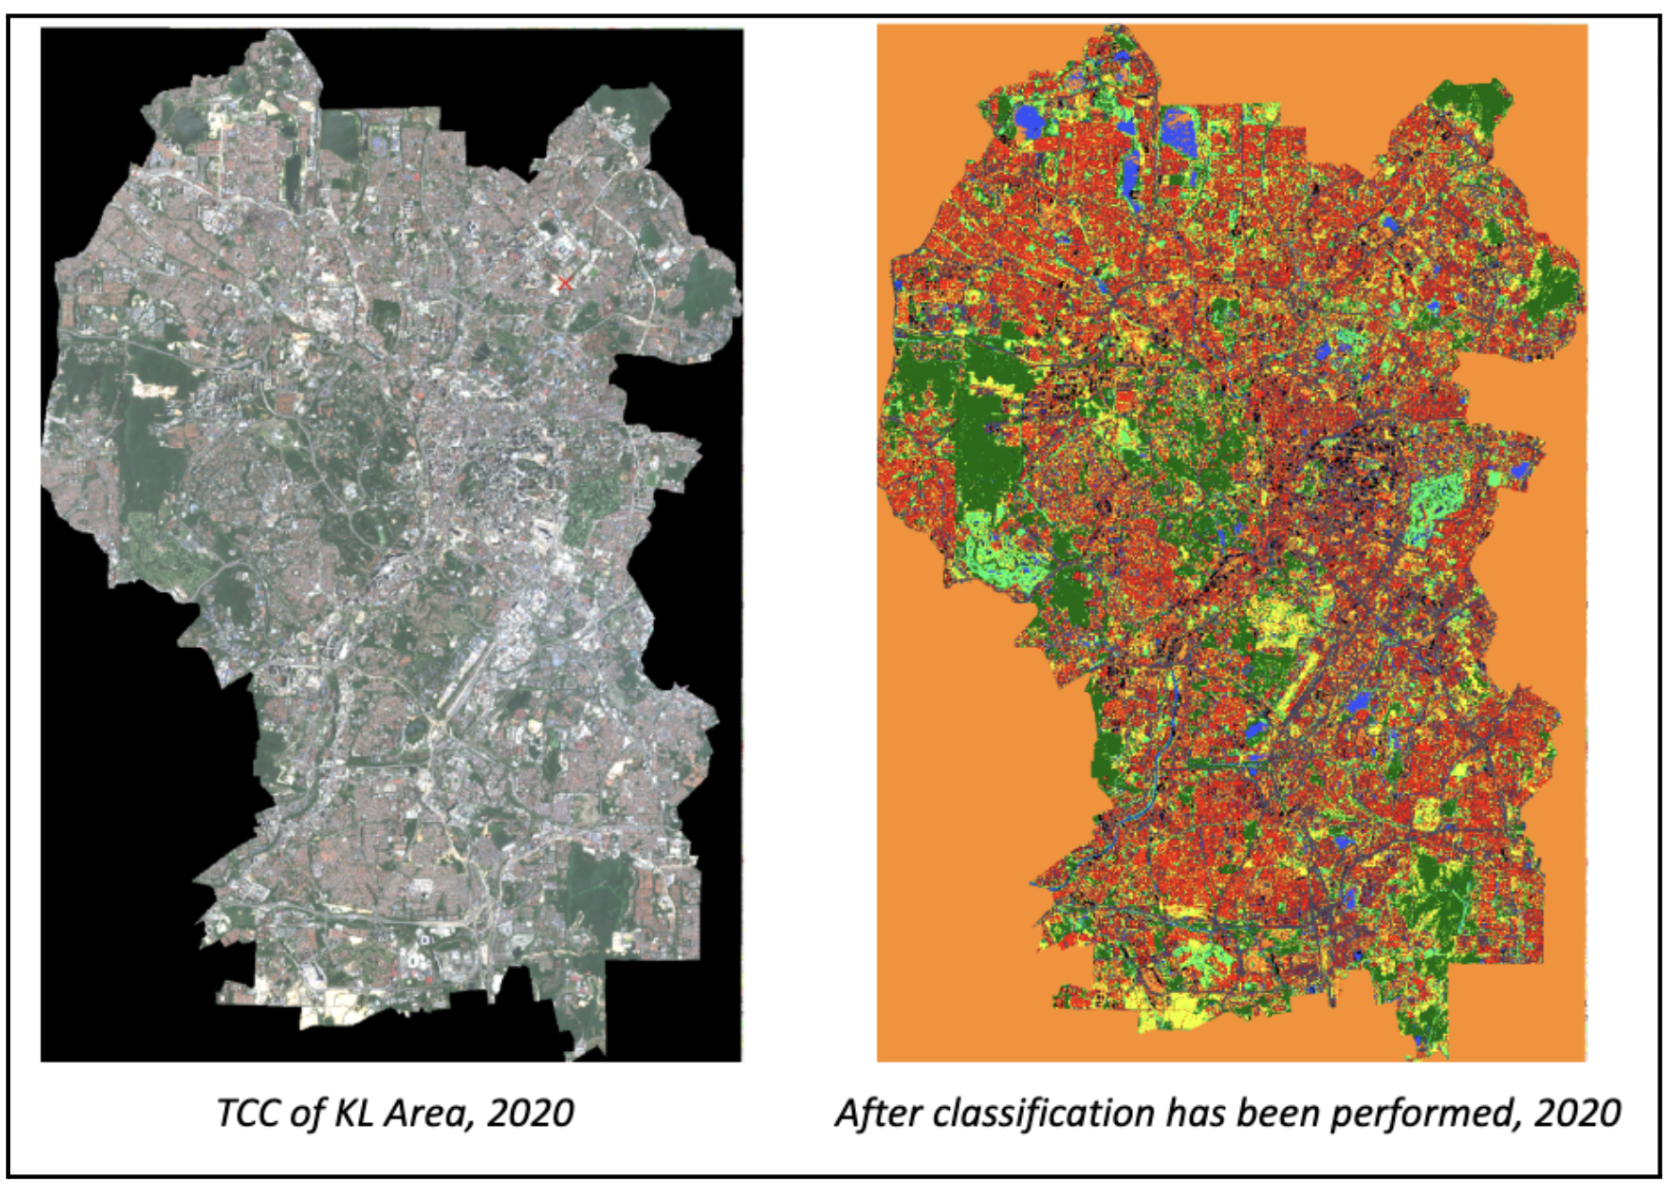 TCC of KL Area, 2020
After classification has been performed, 2020